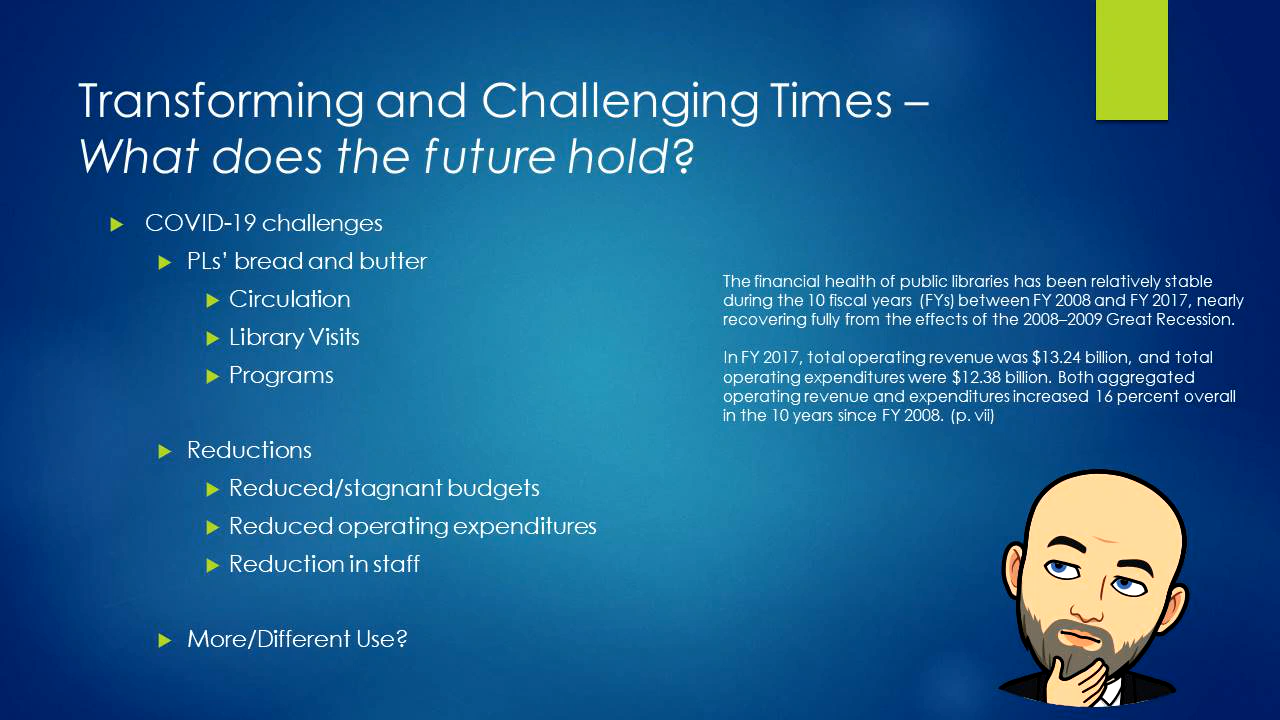 Transforming and Challenging Times –
What does the future hold?
COVID-19 challenges
PLs’ bread and butter
Circulation
Library Visits
Programs
Reductions
Reduced/stagnant budgets
Reduced operating expenditures
Reduction in staff
More/Different Use?
The financial health of public libraries has been relatively stable
during the 10 fiscal years (FYs) between FY 2008 and FY 2017, nearly
recovering fully from the effects of the 2008–2009 Great Recession.
In FY 2017, total operating revenue was $13.24 billion, and total
operating expenditures were $12.38 billion. Both aggregated
operating revenue and expenditures increased 16 percent overall
in the 10 years since FY 2008. (p. vii)